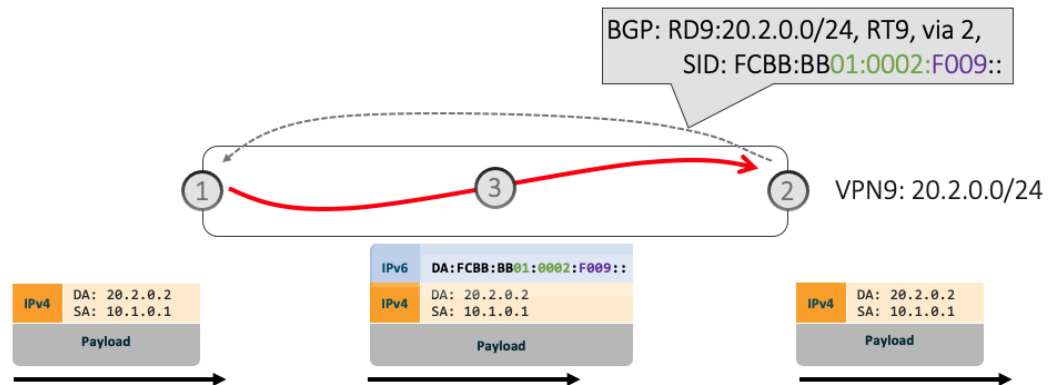 BGP: RD9:20.2.0.0/24, RT9, via 2,
SID: FCBB:BB01:0002:F009::
1
3
2
VPN9: 20.2.0.0/24
IPv6 DA:FCBB:BB01:0002:F009::
IPv4 DA: 20.2.0.2
SA: 10.1.0.1
Payload
IPv4 DA: 20.2.0.2
SA: 10.1.0.1
Payload
IPv4 DA: 20.2.0.2
SA: 10.1.0.1
Payload